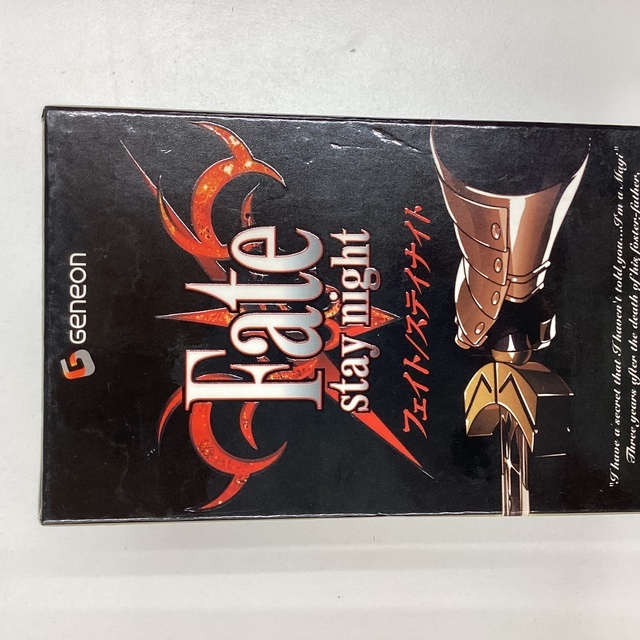 GENEON
Fate
stay night
フェイト/ステイナイト
"I have a secret that I haven't told you...I'm a Magi"
Three years after the death of his foster father,